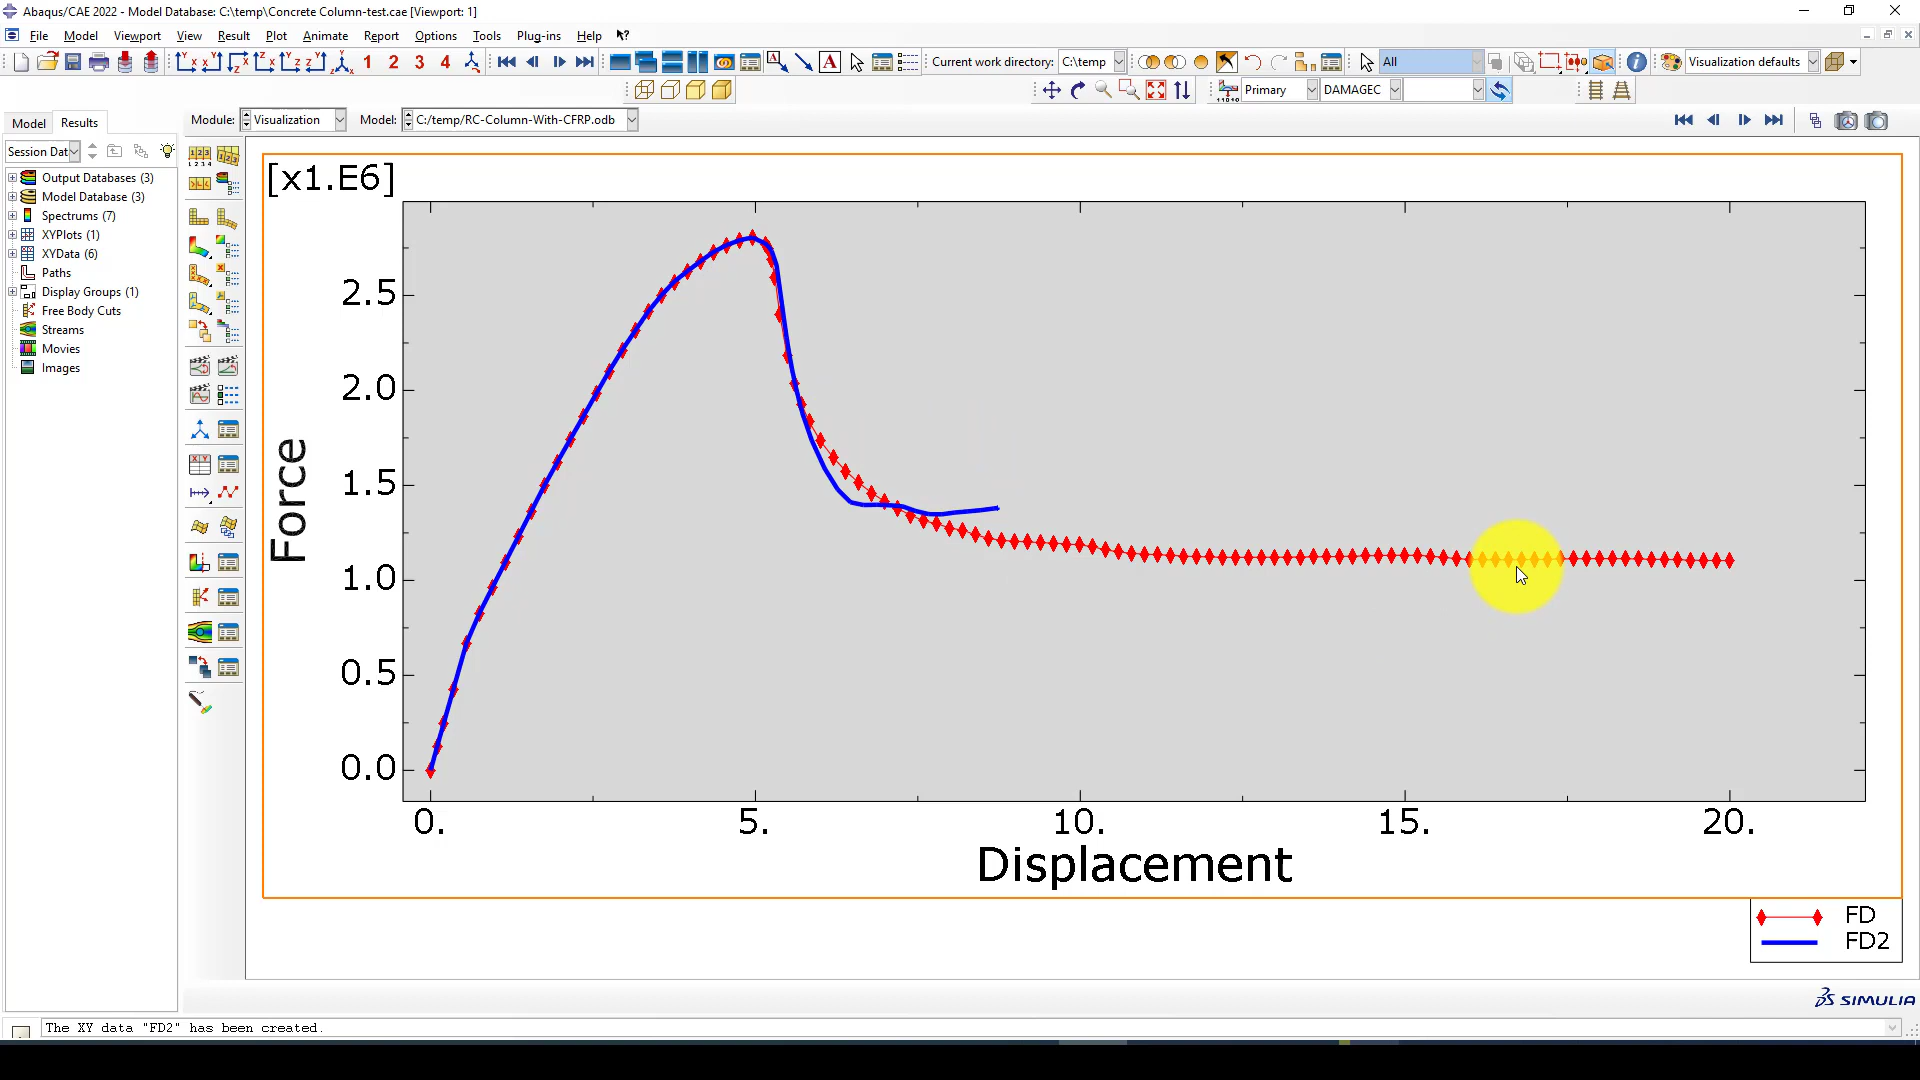 Abaqus/CAE 2022 - Model Database: C:\temp\Concrete Column-test.cae [Viewport: 1]
File Model Viewport View Result Plot Animate Report Options Tools Plug-ins Help
1 2 3 4 Current work directory: C:\temp All Visualization defaults
Primary DAMAGEC
Model Results Module: Visualization Model: C:/temp/RC-Column-With-CFRP.odb
Session Dat
Output Databases (3)
Model Database (3)
Spectrums (7)
XYPlots (1)
XYData (6)
Paths
Display Groups (1)
Free Body Cuts
Streams
Movies
Images
[x1.E6]
2.5
2.0
1.5
1.0
0.5
0.0
Force
0. 5. 10. 15. 20.
Displacement
FD
FD2
SIMULIA
The XY data "FD2" has been created.